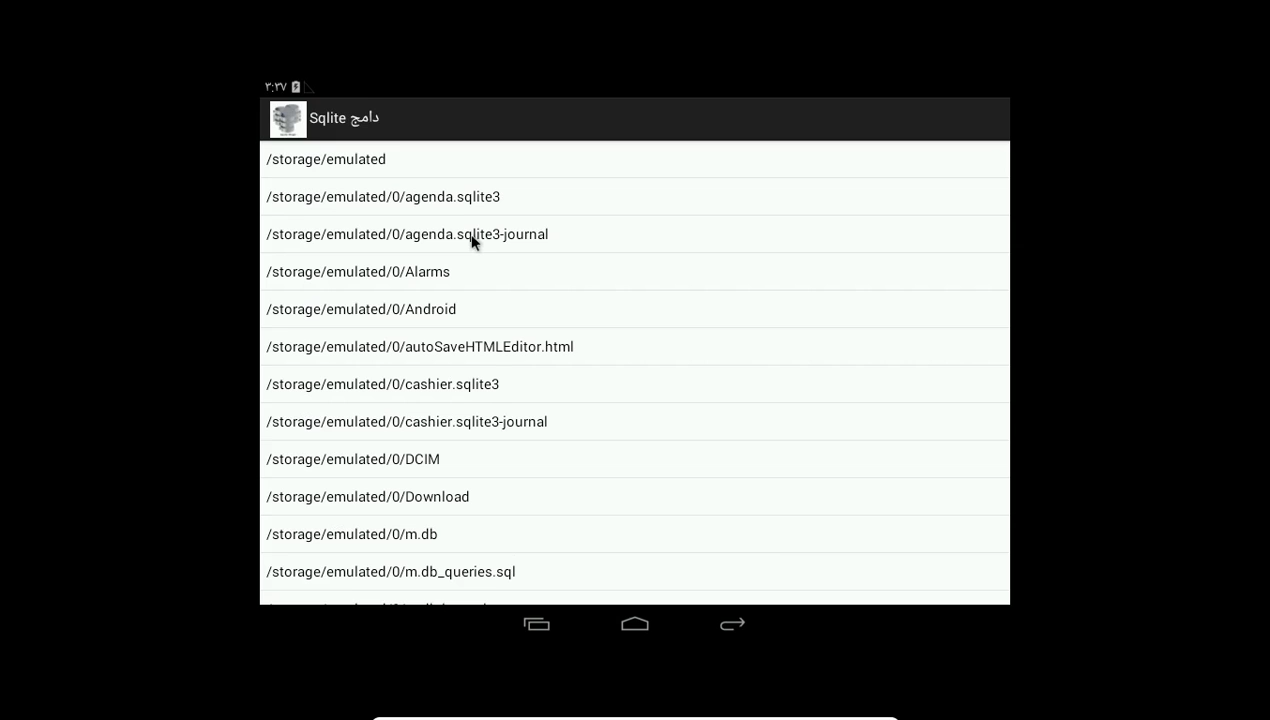 ٣:٣٧
Sqlite دامج
/storage/emulated
/storage/emulated/0/agenda.sqlite3
/storage/emulated/0/agenda.sqlite3-journal
/storage/emulated/0/Alarms
/storage/emulated/0/Android
/storage/emulated/0/autoSaveHTMLEditor.html
/storage/emulated/0/cashier.sqlite3
/storage/emulated/0/cashier.sqlite3-journal
/storage/emulated/0/DCIM
/storage/emulated/0/Download
/storage/emulated/0/m.db
/storage/emulated/0/m.db_queries.sql